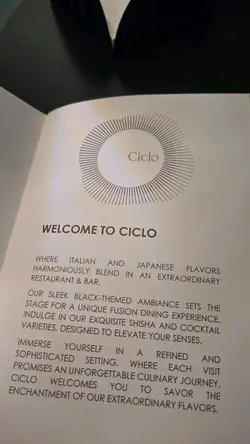 Ciclo
WELCOME TO CICLO
WHERE ITALIAN AND JAPANESE FLAVORS
HARMONIOUSLY BLEND IN AN EXTRAORDINARY
RESTAURANT & BAR.
OUR SLEEK BLACK-THEMED AMBIANCE SETS THE
STAGE FOR A UNIQUE FUSION DINING EXPERIENCE.
INDULGE IN OUR EXQUISITE SHISHA AND COCKTAIL
VARIETIES, DESIGNED TO ELEVATE YOUR SENSES.
IMMERSE YOURSELF IN A REFINED AND
SOPHISTICATED SETTING, WHERE EACH VISIT
PROMISES AN UNFORGETTABLE CULINARY JOURNEY.
CICLO WELCOMES YOU TO SAVOR THE
ENCHANTMENT OF OUR EXTRAORDINARY FLAVORS.